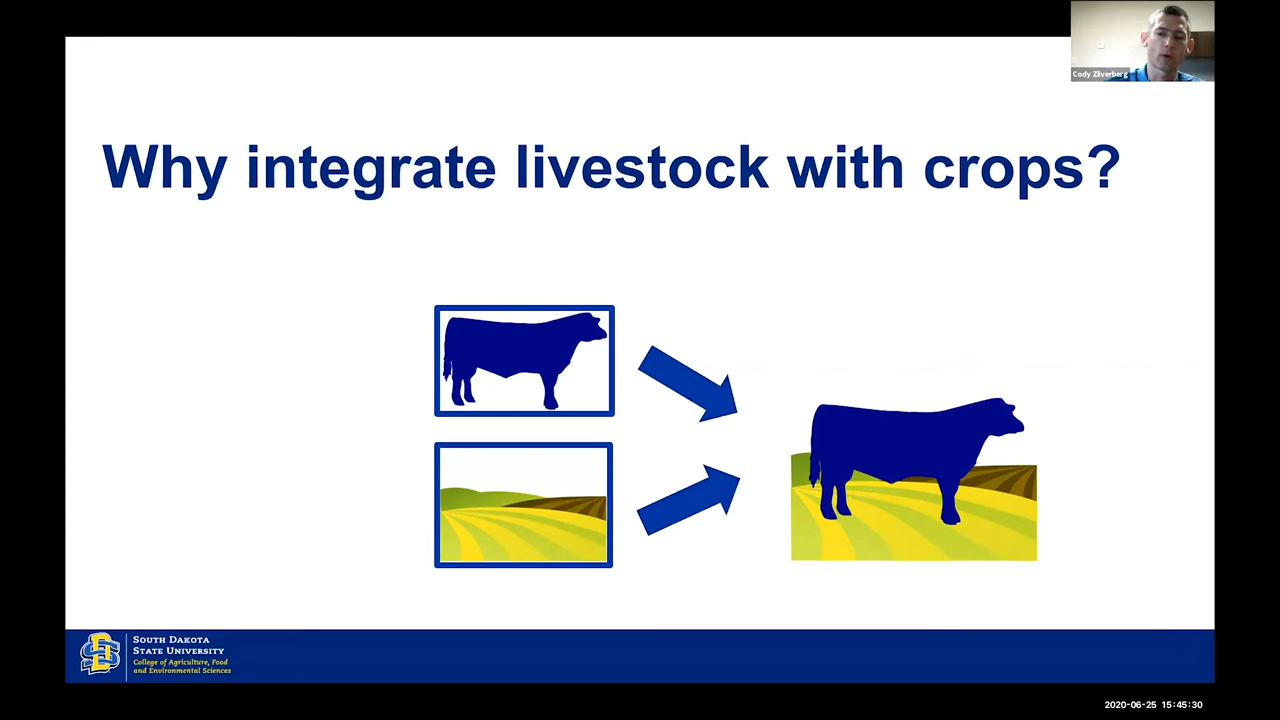 Cody Zilverberg
Why integrate livestock with crops?
SOUTH DAKOTA
STATE UNIVERSITY
College of Agriculture, Food
and Environmental Sciences
2020-06-25 15:45:30